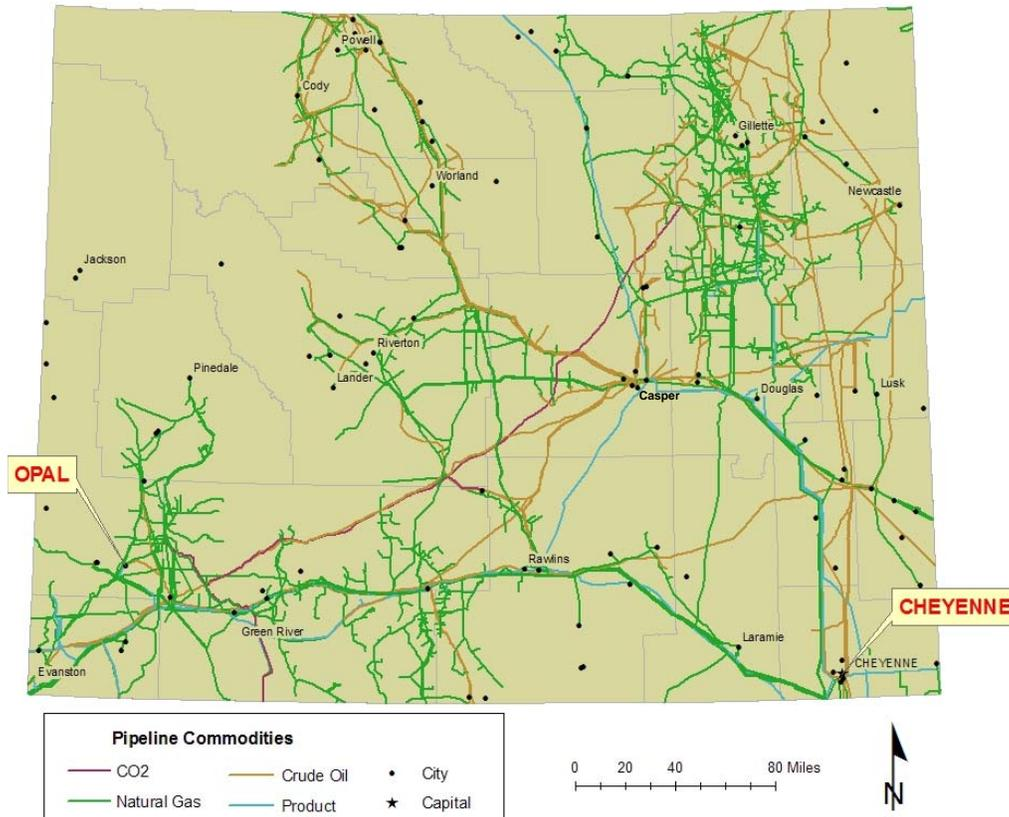 Powell
Cody
Gillette
Worland
Newcastle
Jackson
Riverton
Pinedale
Lander
Casper
Douglas
Lusk
OPAL
Rawlins
CHEYENNE
Green River
Laramie
CHEYENNE
Evanston
Pipeline Commodities
CO2
Crude Oil
City
Natural Gas
Product
Capital
0 20 40 80 Miles
N